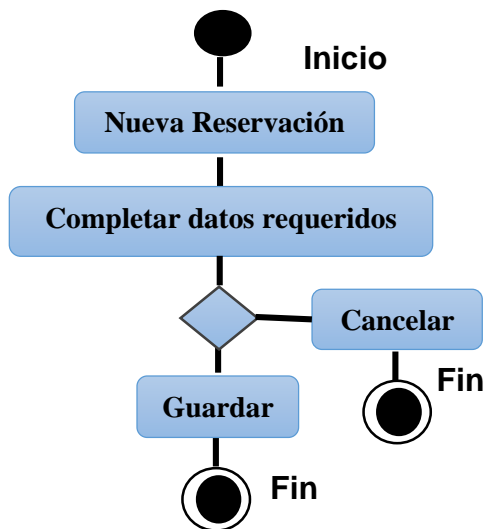 Inicio
Nueva Reservación
Completar datos requeridos
Cancelar
Fin
Guardar
Fin